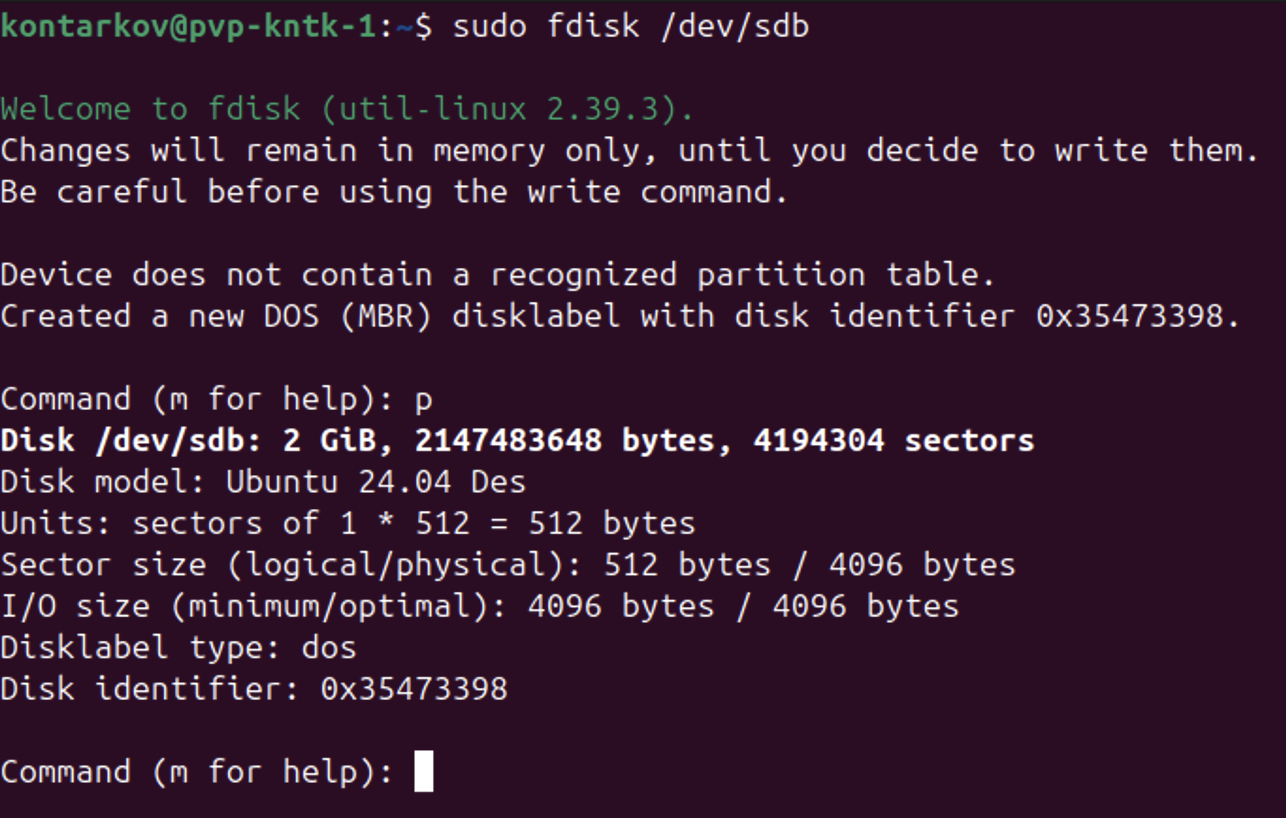 kontarkov@pvp-kntk-1:~$ sudo fdisk /dev/sdb
Welcome to fdisk (util-linux 2.39.3).
Changes will remain in memory only, until you decide to write them.
Be careful before using the write command.
Device does not contain a recognized partition table.
Created a new DOS (MBR) disklabel with disk identifier 0x35473398.
Command (m for help): p
Disk /dev/sdb: 2 GiB, 2147483648 bytes, 4194304 sectors
Disk model: Ubuntu 24.04 Des
Units: sectors of 1 * 512 = 512 bytes
Sector size (logical/physical): 512 bytes / 4096 bytes
I/O size (minimum/optimal): 4096 bytes / 4096 bytes
Disklabel type: dos
Disk identifier: 0x35473398
Command (m for help):